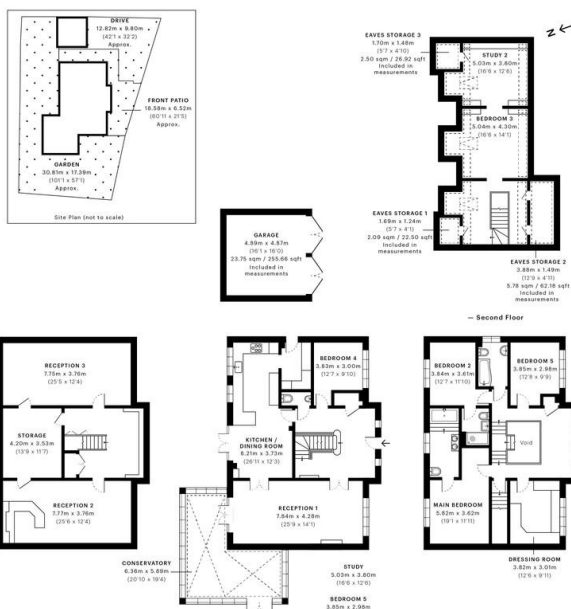 DRIVE
12.82m x 9.80m
(42'1 x 32'2)
Approx.
FRONT PATIO
18.58m x 6.52m
(60'11 x 21'5)
Approx.
GARDEN
30.81m x 17.39m
(101'1 x 57'1)
Approx.
Site Plan (not to scale)
EAVES STORAGE 3
1.70m x 1.48m
(5'7 x 4'10)
2.50 sqm / 26.92 sqft
Included in
measurements
N
STUDY 2
5.03m x 3.80m
(16'6 x 12'6)
BEDROOM 3
5.04m x 4.30m
(16'6 x 14'1)
EAVES STORAGE 1
1.69m x 1.24m
(5'7 x 4'1)
2.09 sqm / 22.50 sqft
Included in
measurements
EAVES STORAGE 2
3.88m x 1.49m
(12'9 x 4'11)
5.78 sqm / 62.18 sqft
Included in
measurements
— Second Floor
GARAGE
4.89m x 4.87m
(16'1 x 16'0)
23.75 sqm / 255.66 sqft
Included in
measurements
RECEPTION 3
7.75m x 3.76m
(25'5 x 12'4)
STORAGE
4.20m x 3.53m
(13'9 x 11'7)
RECEPTION 2
7.77m x 3.76m
(25'6 x 12'4)
BEDROOM 4
3.83m x 3.00m
(12'7 x 9'10)
KITCHEN /
DINING ROOM
8.21m x 3.73m
(26'11 x 12'3)
RECEPTION 1
7.84m x 4.28m
(25'9 x 14'1)
CONSERVATORY
6.36m x 5.89m
(20'10 x 19'4)
STUDY
5.03m x 3.80m
(16'6 x 12'6)
BEDROOM 5
3.85m x 2.98m
BEDROOM 2
3.84m x 3.61m
(12'7 x 11'10)
BEDROOM 5
3.85m x 2.98m
(12'8 x 9'9)
Void
MAIN BEDROOM
5.82m x 3.62m
(19'1 x 11'11)
DRESSING ROOM
3.82m x 3.01m
(12'6 x 9'11)